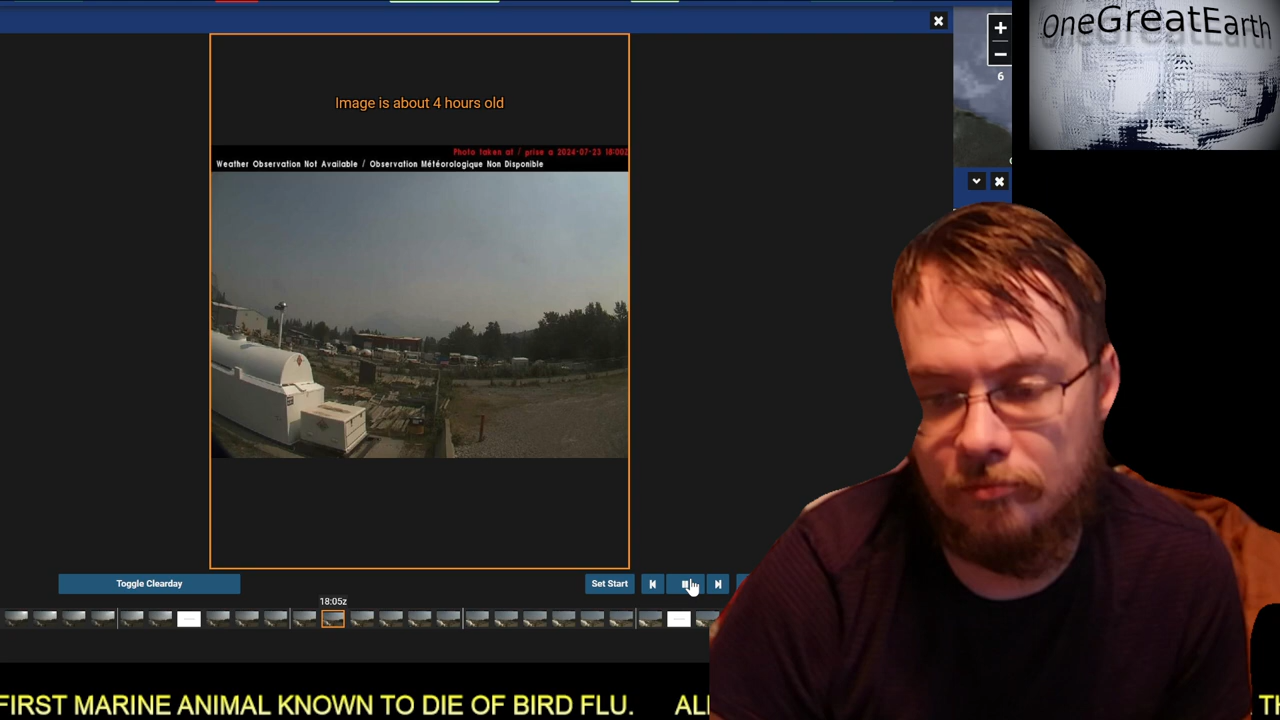 OneGreatEarth
6
Image is about 4 hours old
Photo taken at / prise a 2024-07-23 18:00Z
Weather Observation Not Available / Observation Météorologique Non Disponible
Toggle Clearday
Set Start
18:05z
FIRST MARINE ANIMAL KNOWN TO DIE OF BIRD FLU. AL